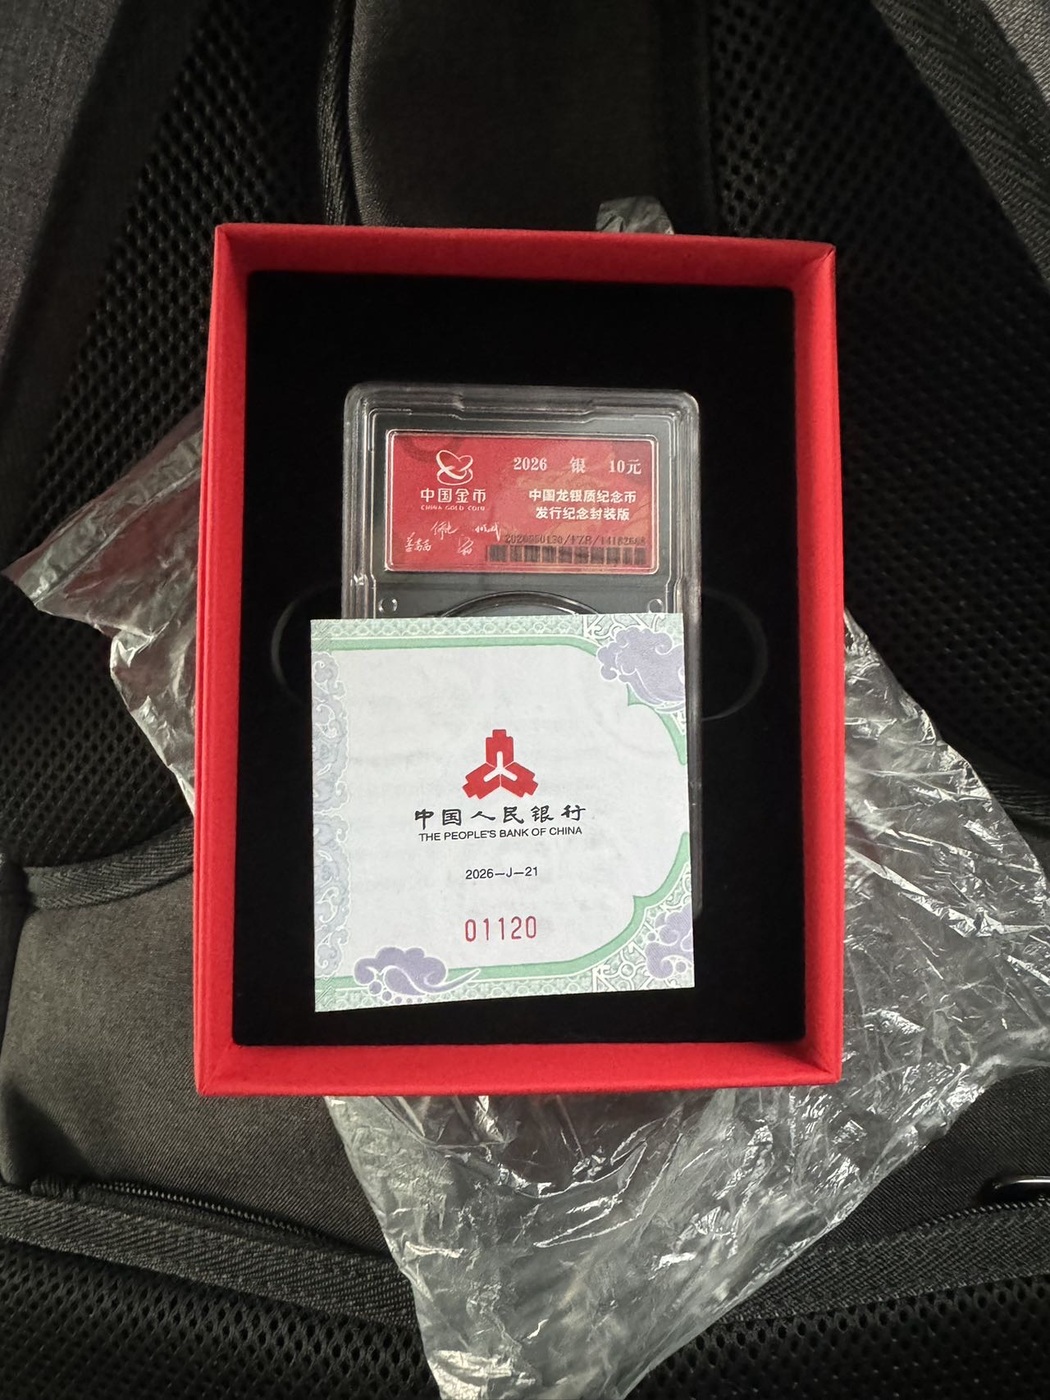 中国金币
CHINA GOLD COIN
2026 银 10元
中国龙银质纪念币
发行纪念封装版
中国人民银行
THE PEOPLE'S BANK OF CHINA
2026—J—21
01120